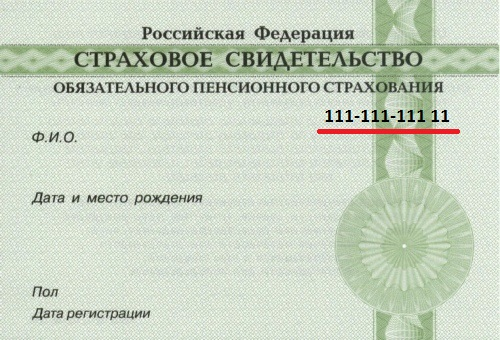 Российская Федерация
СТРАХОВОЕ СВИДЕТЕЛЬСТВО
ОБЯЗАТЕЛЬНОГО ПЕНСИОННОГО СТРАХОВАНИЯ
111-111-111 11
Ф.И.О.
Дата и место рождения
Пол
Дата регистрации